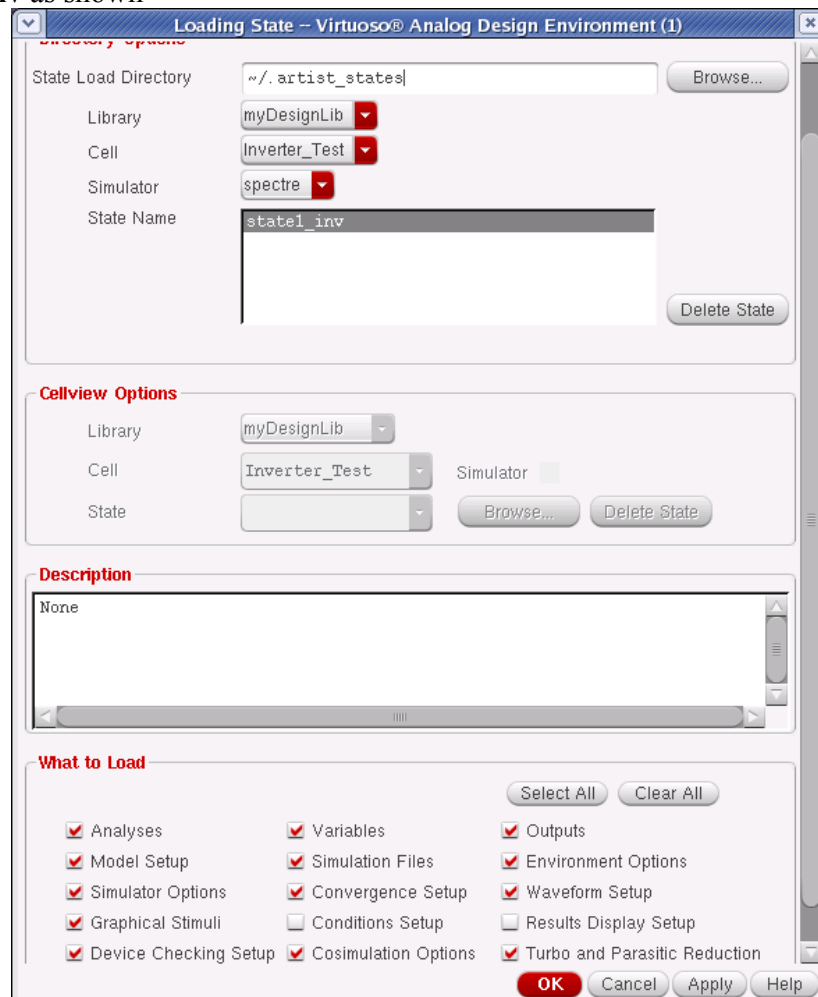 Loading State -- Virtuoso® Analog Design Environment (1)
Directory Options
State Load Directory ~/.artist_states Browse...
Library myDesignLib
Cell Inverter_Test
Simulator spectre
State Name state1_inv
Delete State
Cellview Options
Library myDesignLib
Cell Inverter_Test Simulator
State Browse... Delete State
Description
None
What to Load
Select All Clear All
Analyses Variables Outputs
Model Setup Simulation Files Environment Options
Simulator Options Convergence Setup Waveform Setup
Graphical Stimuli Conditions Setup Results Display Setup
Device Checking Setup Cosimulation Options Turbo and Parasitic Reduction
OK Cancel Apply Help